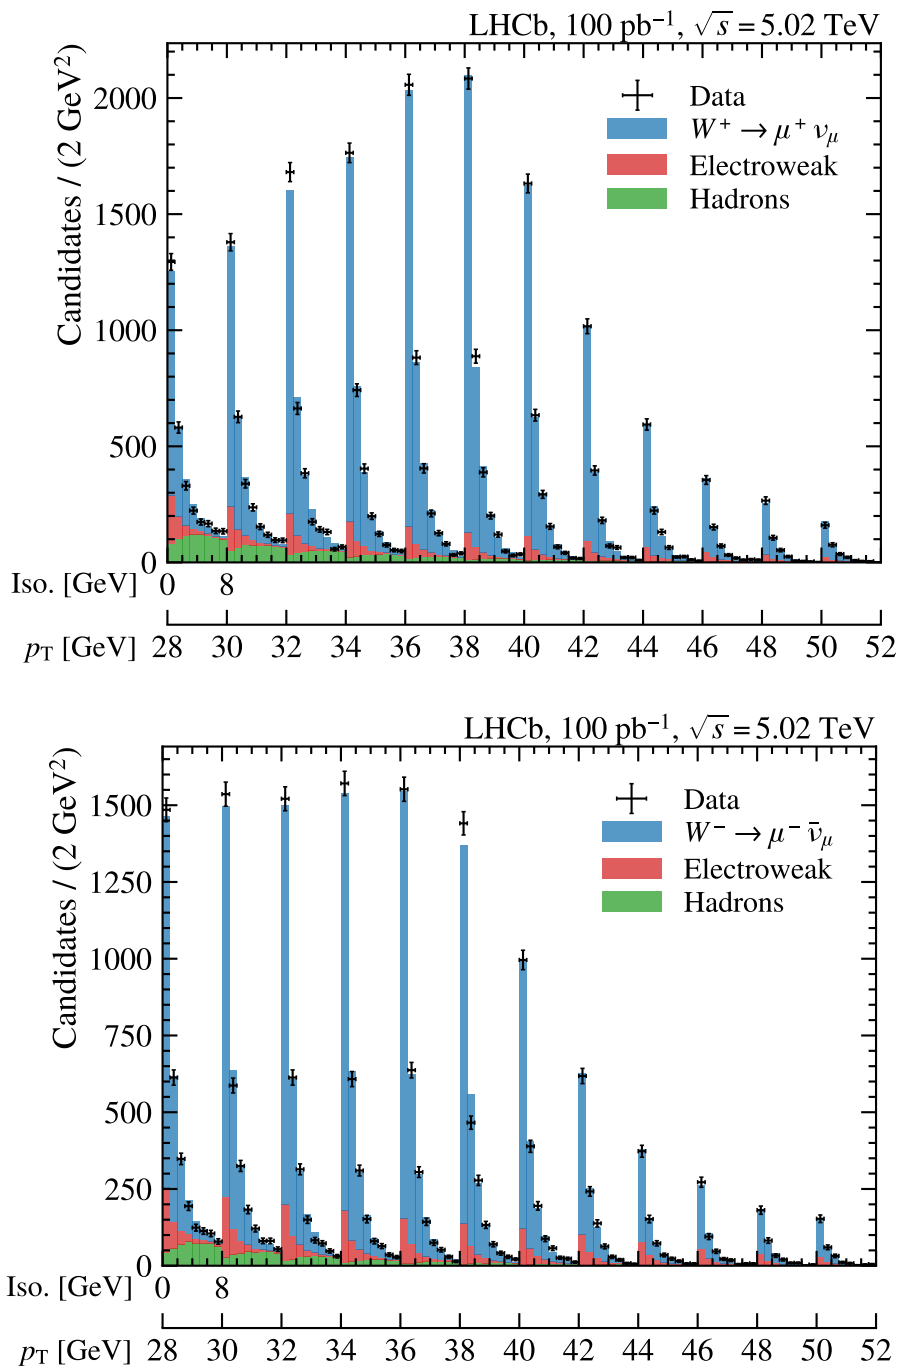 LHCb, 100 pb⁻¹, √s = 5.02 TeV
Candidates / (2 GeV²)
2000
1500
1000
500
0
Data
W⁺ → μ⁺ ν_μ
Electroweak
Hadrons
Iso. [GeV] 0 8
p_T [GeV] 28 30 32 34 36 38 40 42 44 46 48 50 52
LHCb, 100 pb⁻¹, √s = 5.02 TeV
Candidates / (2 GeV²)
1500
1250
1000
750
500
250
0
Data
W⁻ → μ⁻ ν̄_μ
Electroweak
Hadrons
Iso. [GeV] 0 8
p_T [GeV] 28 30 32 34 36 38 40 42 44 46 48 50 52